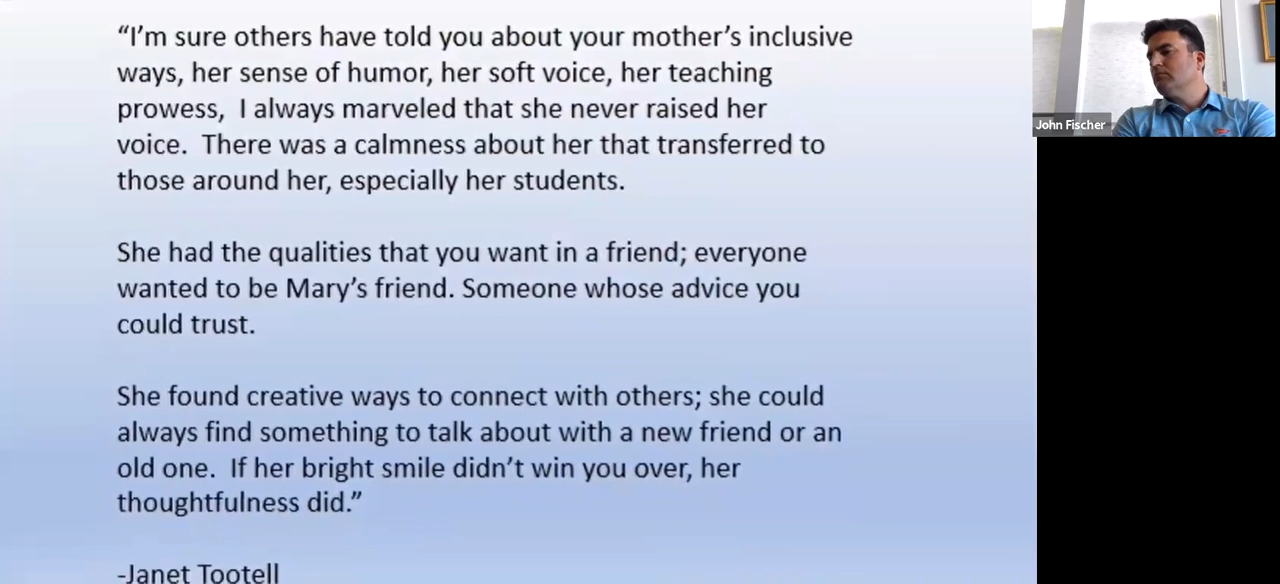 “I’m sure others have told you about your mother’s inclusive
ways, her sense of humor, her soft voice, her teaching
prowess,  I always marveled that she never raised her
voice.  There was a calmness about her that transferred to
those around her, especially her students.
She had the qualities that you want in a friend; everyone
wanted to be Mary’s friend. Someone whose advice you
could trust.
She found creative ways to connect with others; she could
always find something to talk about with a new friend or an
old one.  If her bright smile didn’t win you over, her
thoughtfulness did.”
-Janet Tootell
John Fischer